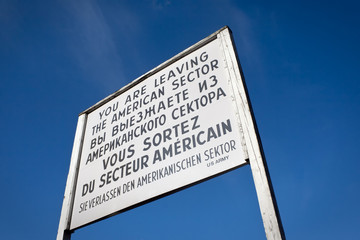 YOU ARE LEAVING
THE AMERICAN SECTOR
ВЫ ВЫЕЗЖАЕТЕ ИЗ
АМЕРИКАНСКОГО СЕКТОРА
VOUS SORTEZ
DU SECTEUR AMÉRICAIN
SIE VERLASSEN DEN AMERIKANISCHEN SEKTOR
US ARMY